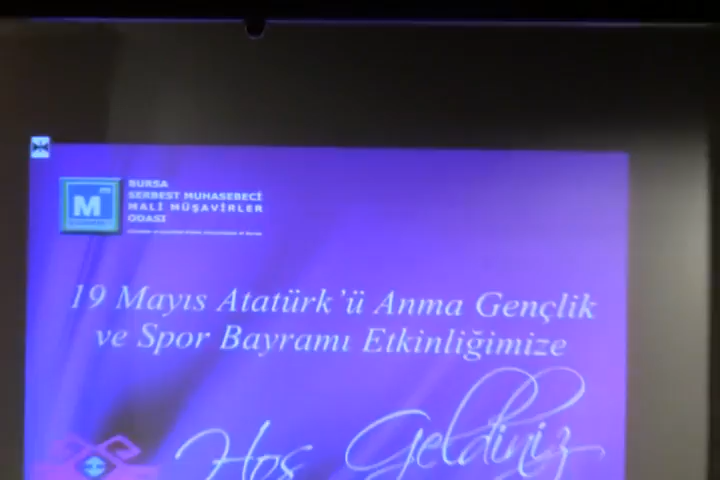 BURSA
SERBEST MUHASEBECİ
MALİ MÜŞAVİRLER
ODASI
M
19 Mayıs Atatürk'ü Anma Gençlik
ve Spor Bayramı Etkinliğimize
Hoş Geldiniz